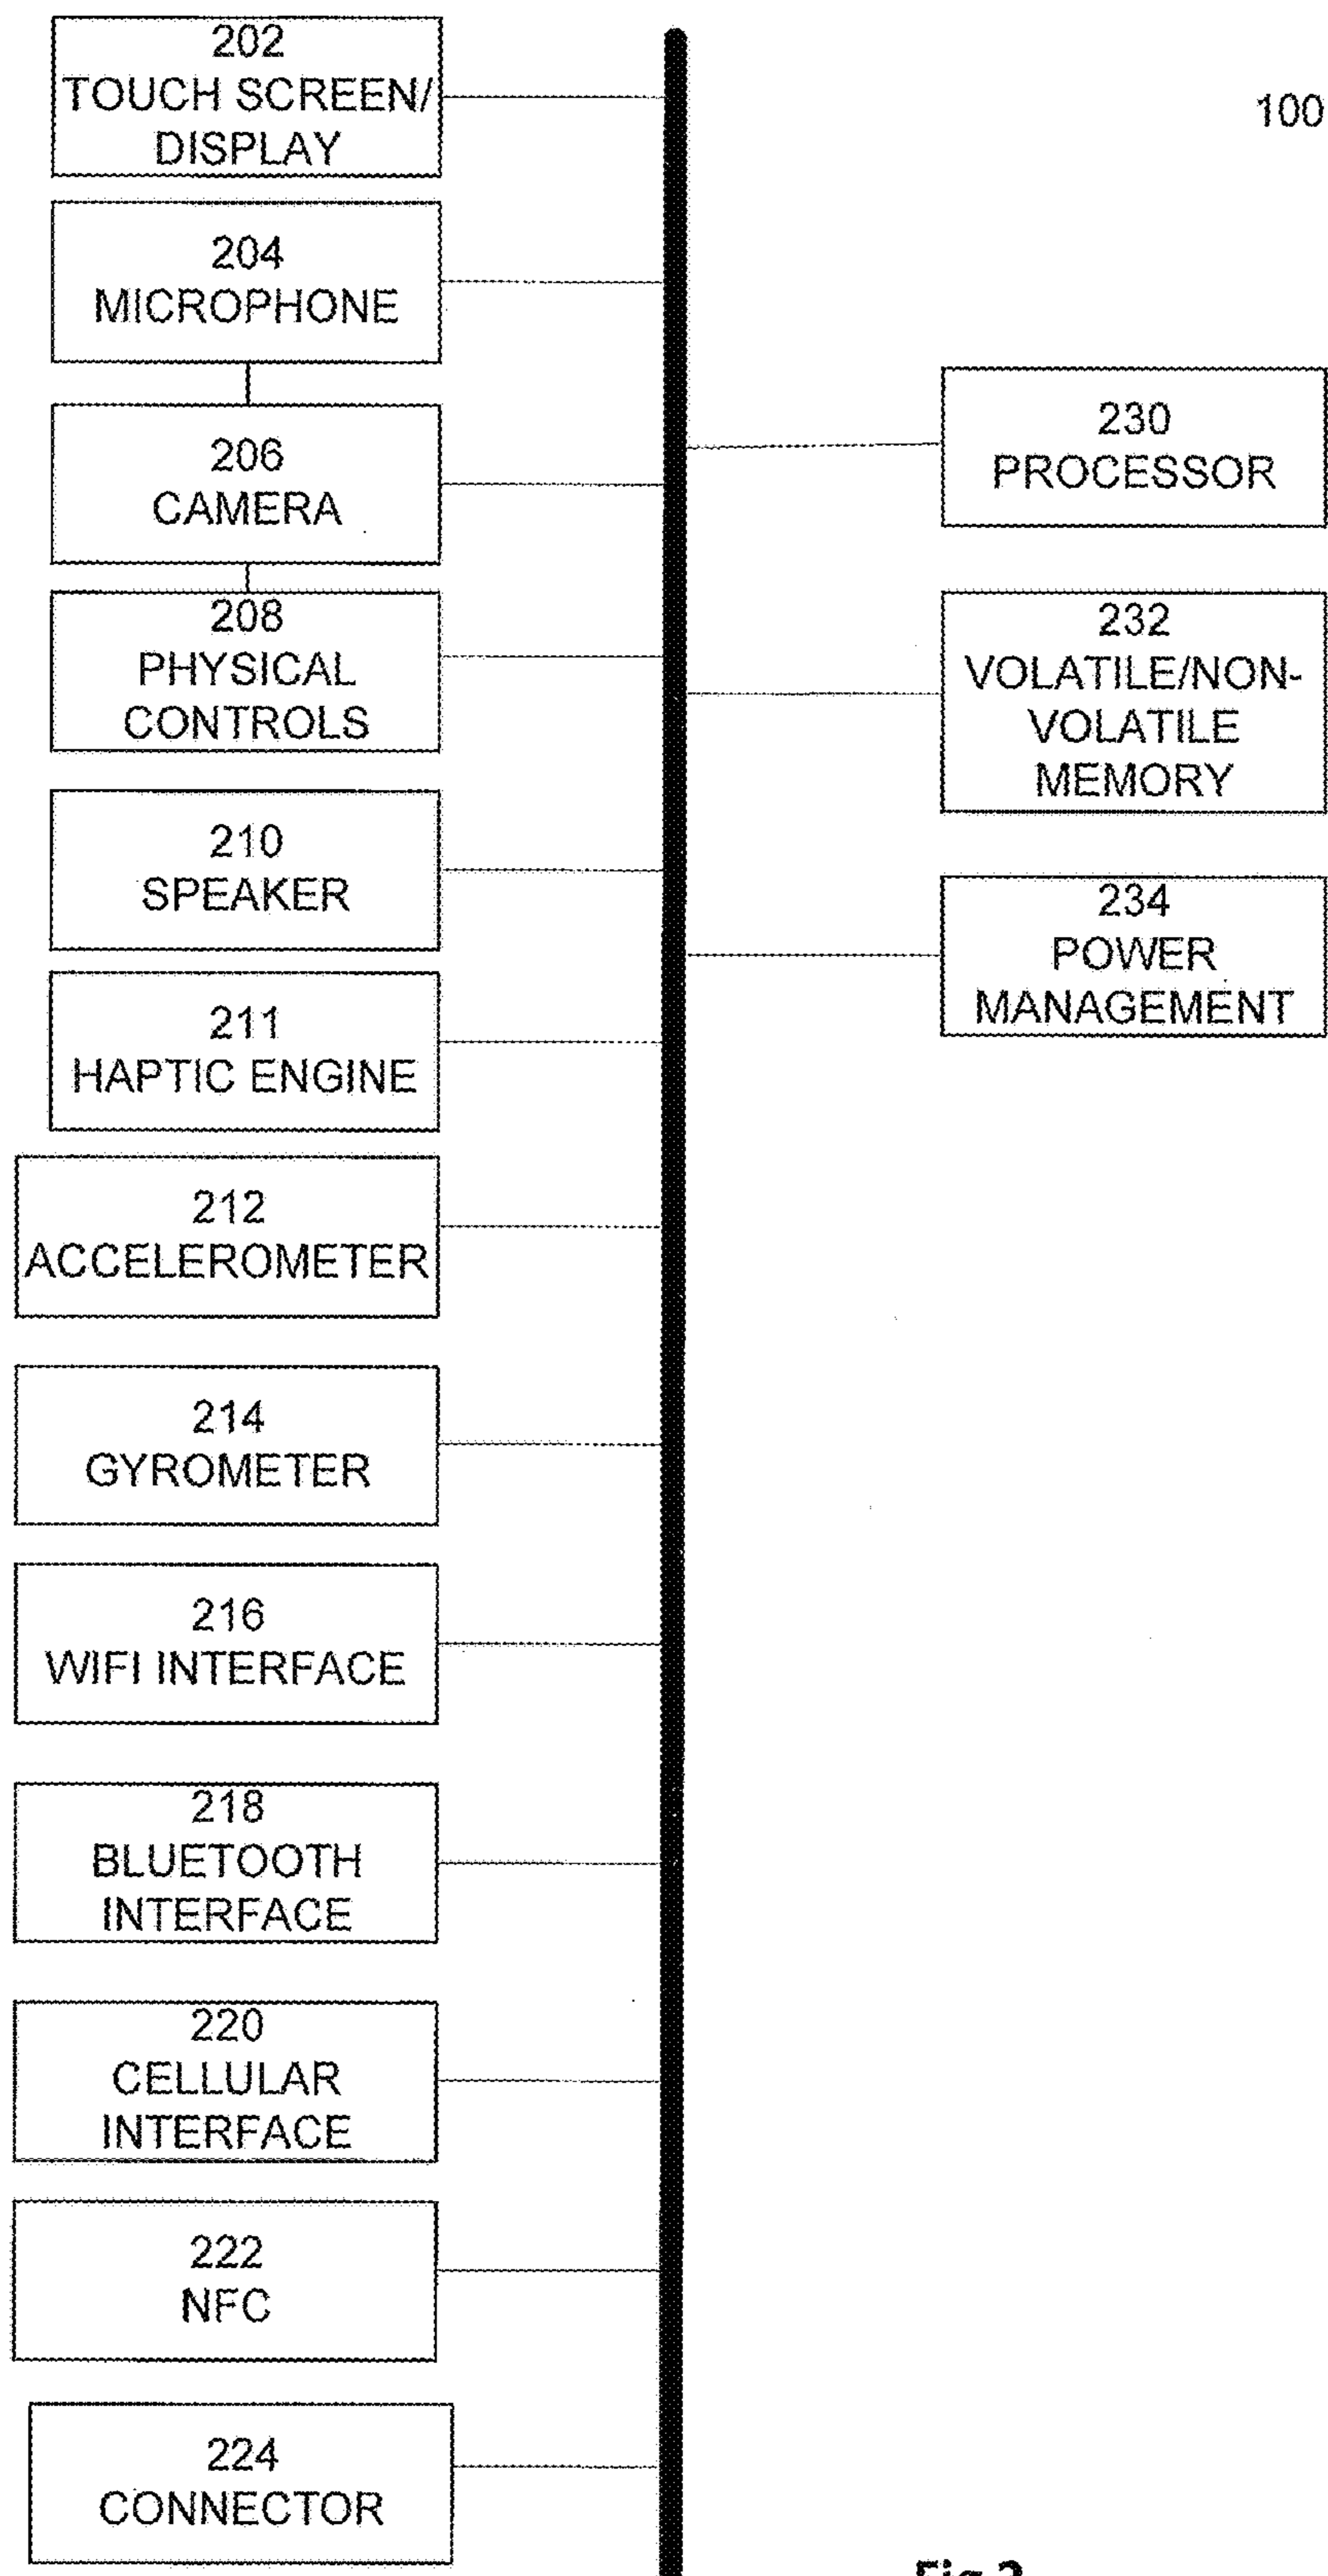 202
TOUCH SCREEN/
DISPLAY
100
204
MICROPHONE
206
CAMERA
230
PROCESSOR
208
PHYSICAL
CONTROLS
232
VOLATILE/NON-
VOLATILE
MEMORY
210
SPEAKER
234
POWER
MANAGEMENT
211
HAPTIC ENGINE
212
ACCELEROMETER
214
GYROMETER
216
WIFI INTERFACE
218
BLUETOOTH
INTERFACE
220
CELLULAR
INTERFACE
222
NFC
224
CONNECTOR